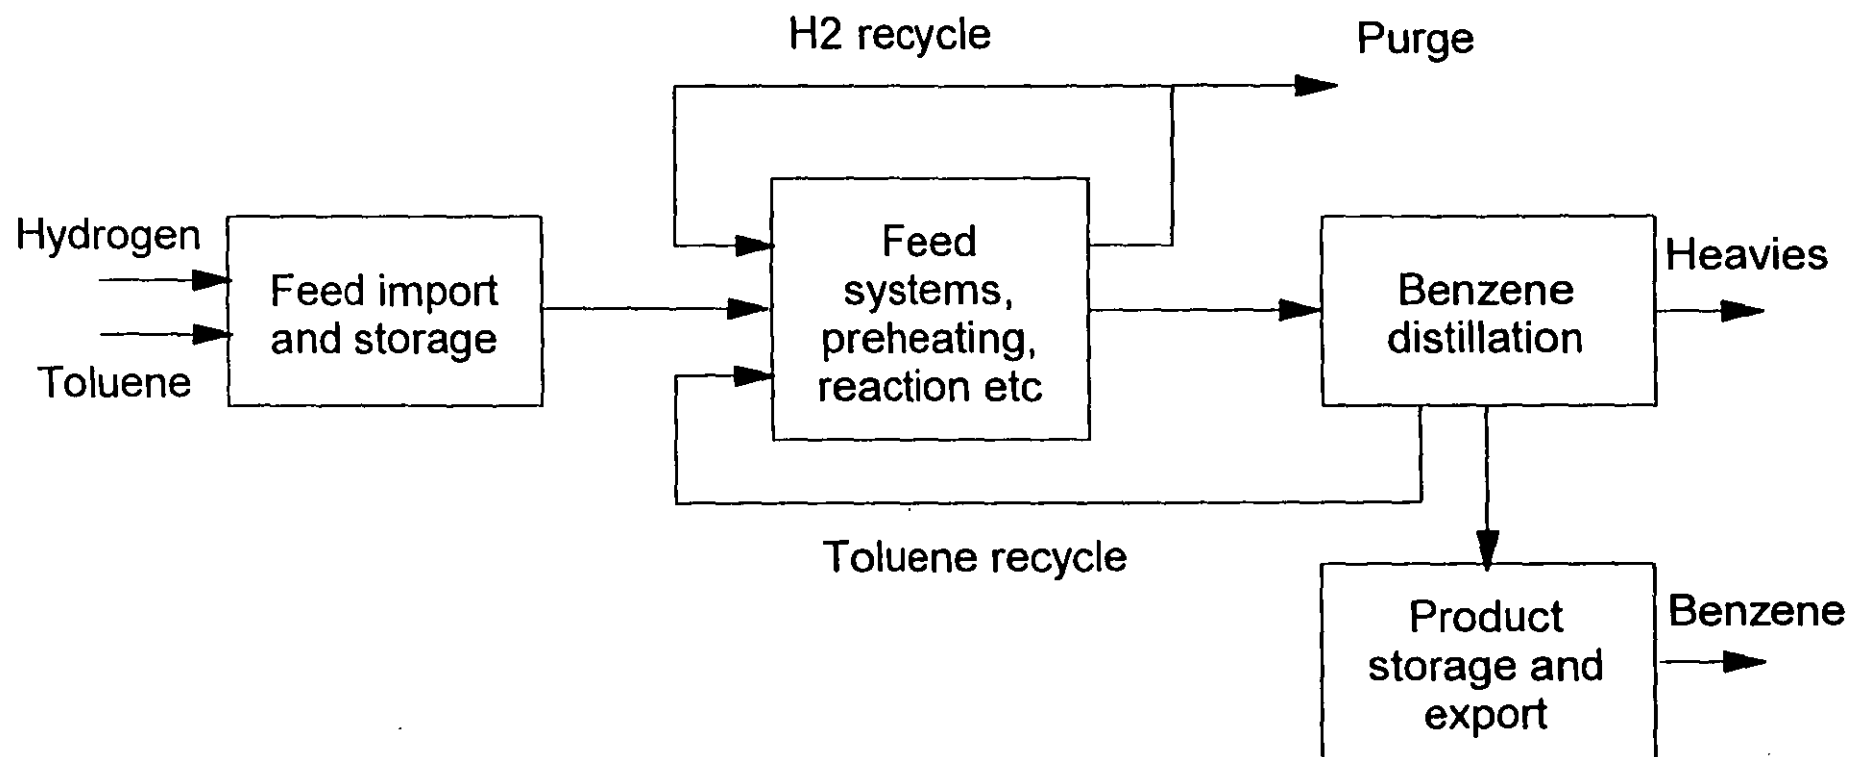 H2 recycle
Purge
Hydrogen
Toluene
Feed import
and storage
Feed
systems,
preheating,
reaction etc
Benzene
distillation
Heavies
Toluene recycle
Product
storage and
export
Benzene